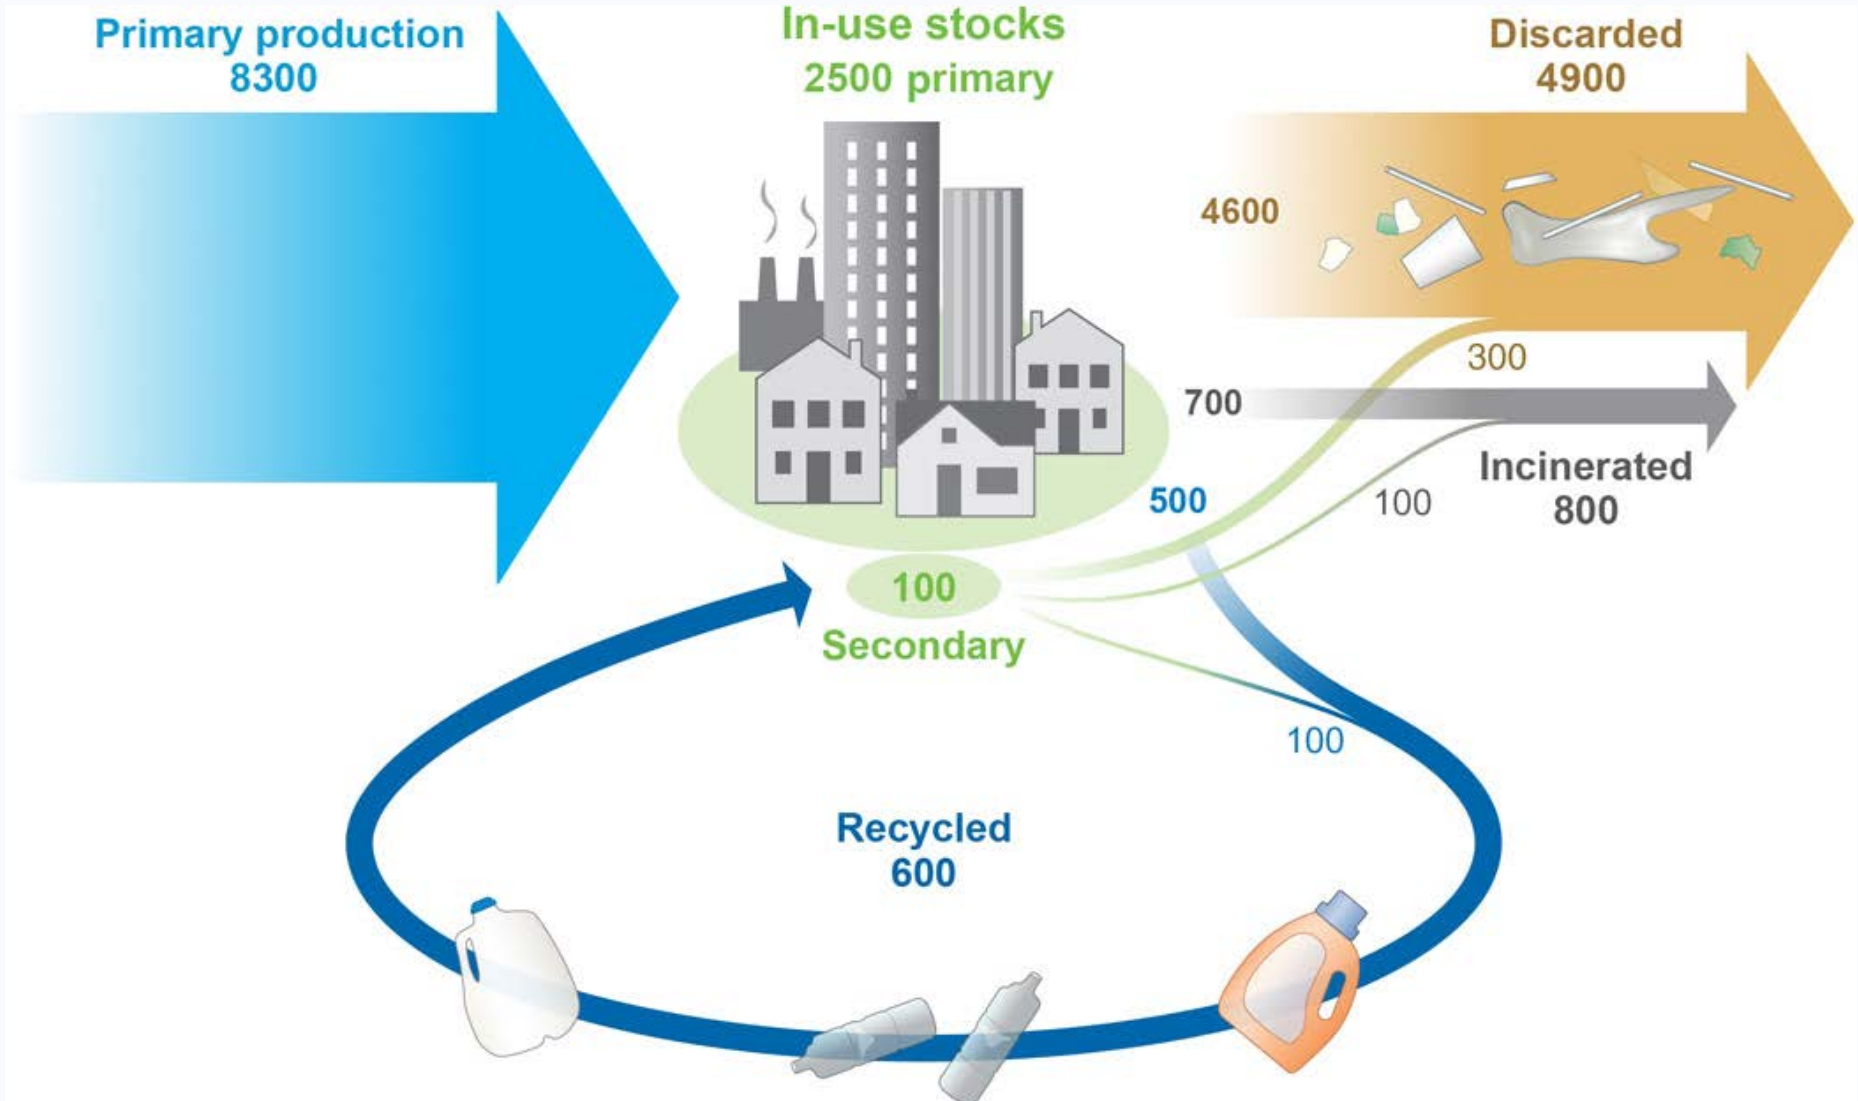 Primary production
8300
In-use stocks
2500 primary
Discarded
4900
4600
300
700
Incinerated
800
500
100
100
Secondary
100
Recycled
600